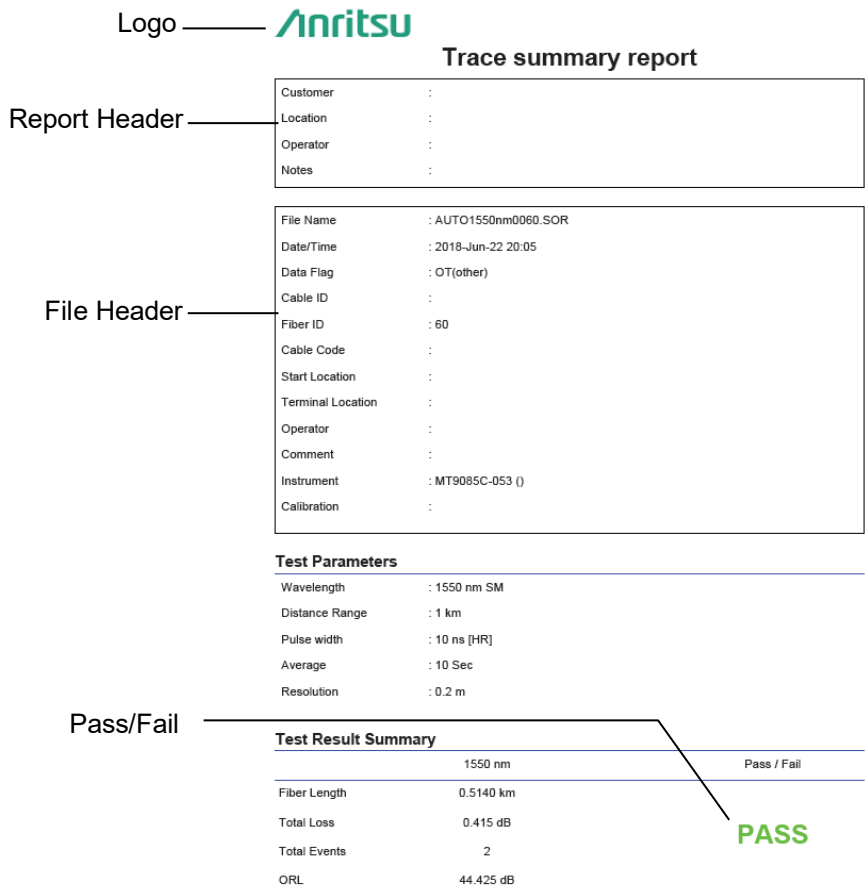 Logo
Anritsu
Trace summary report
Report Header
Customer :
Location :
Operator :
Notes :
File Header
File Name : AUTO1550nm0060.SOR
Date/Time : 2018-Jun-22 20:05
Data Flag : OT(other)
Cable ID :
Fiber ID : 60
Cable Code :
Start Location :
Terminal Location :
Operator :
Comment :
Instrument : MT9085C-053 ()
Calibration :
Test Parameters
Wavelength : 1550 nm SM
Distance Range : 1 km
Pulse width : 10 ns [HR]
Average : 10 Sec
Resolution : 0.2 m
Pass/Fail
Test Result Summary
1550 nm Pass / Fail
Fiber Length 0.5140 km
Total Loss 0.415 dB
PASS
Total Events 2
ORL 44.425 dB